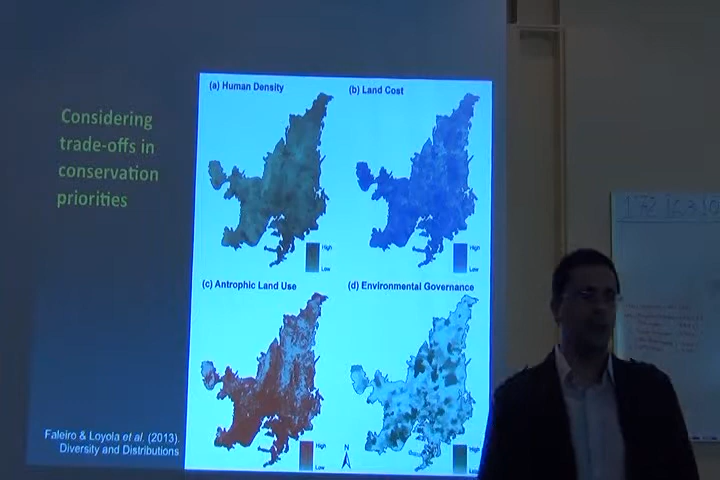 Considering
trade-offs in
conservation
priorities
(a) Human Density
(b) Land Cost
High
Low
High
Low
(c) Antrophic Land Use
(d) Environmental Governance
High
Low
N
High
Low
Faleiro & Loyola et al. (2013).
Diversity and Distributions